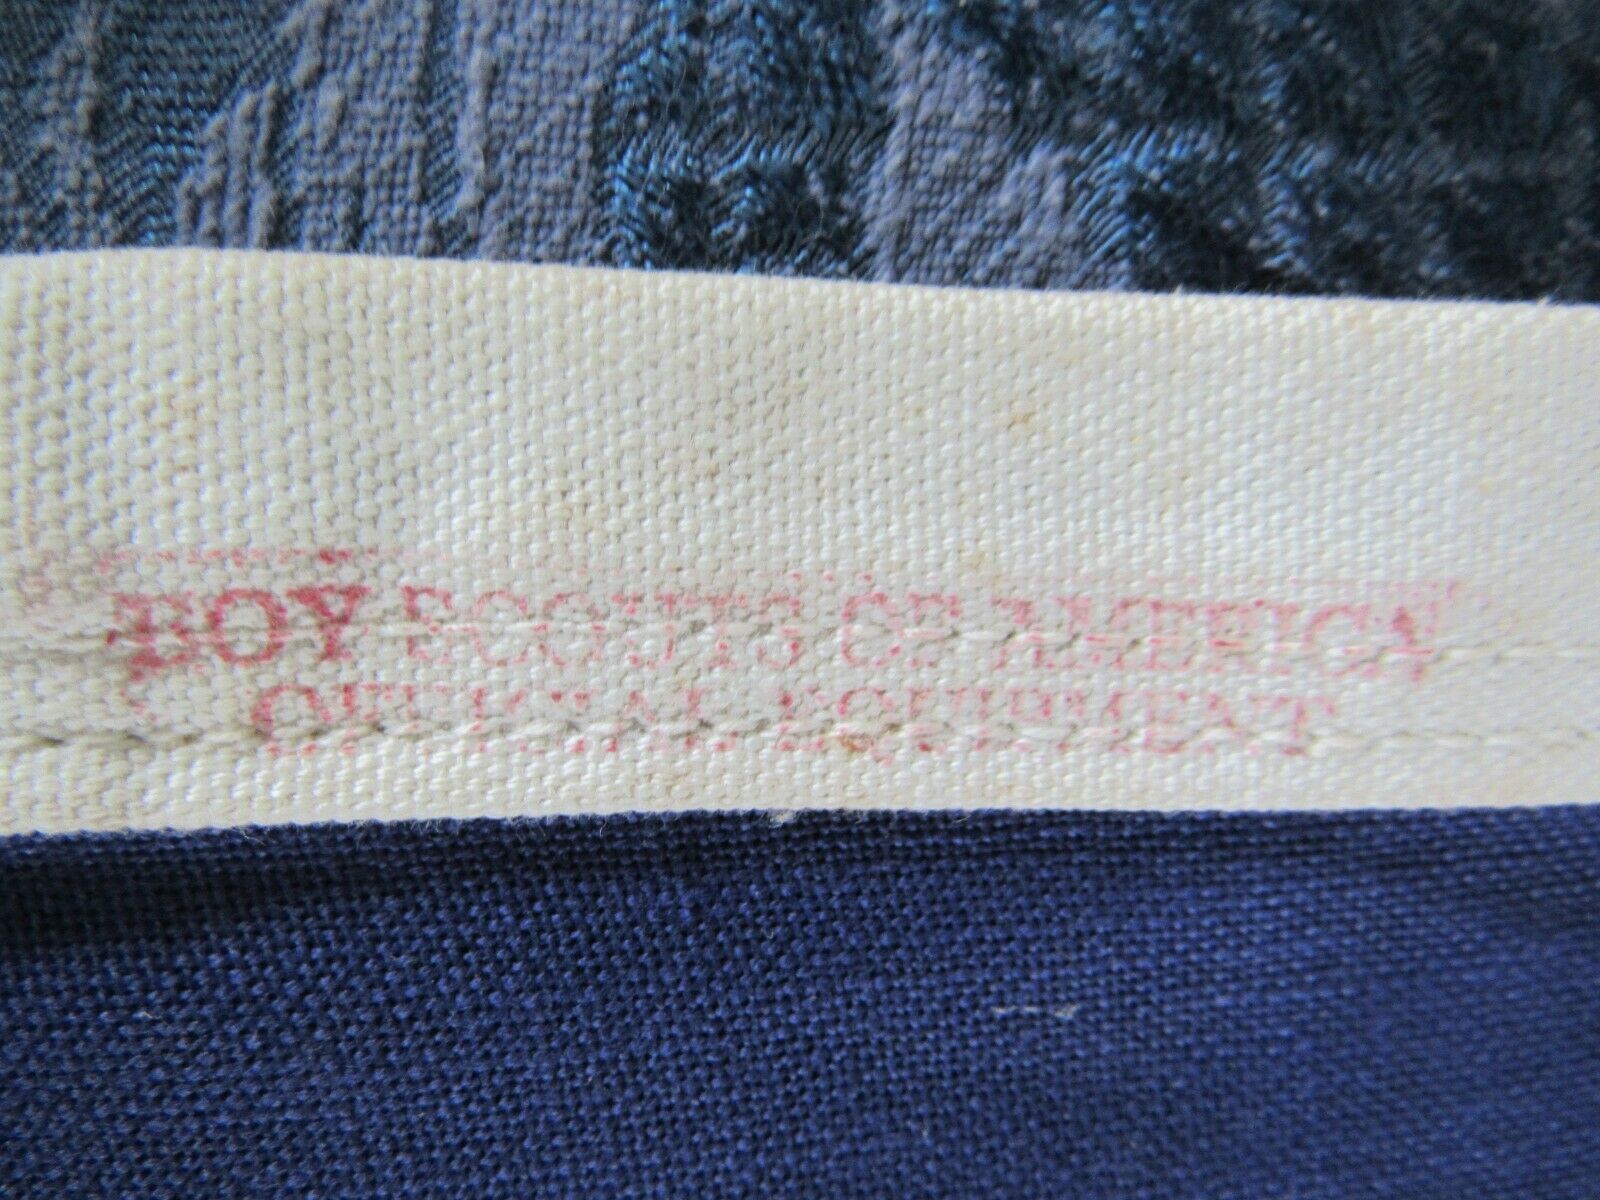 BOY SCOUTS OF AMERICA
OFFICIAL EQUIPMENT